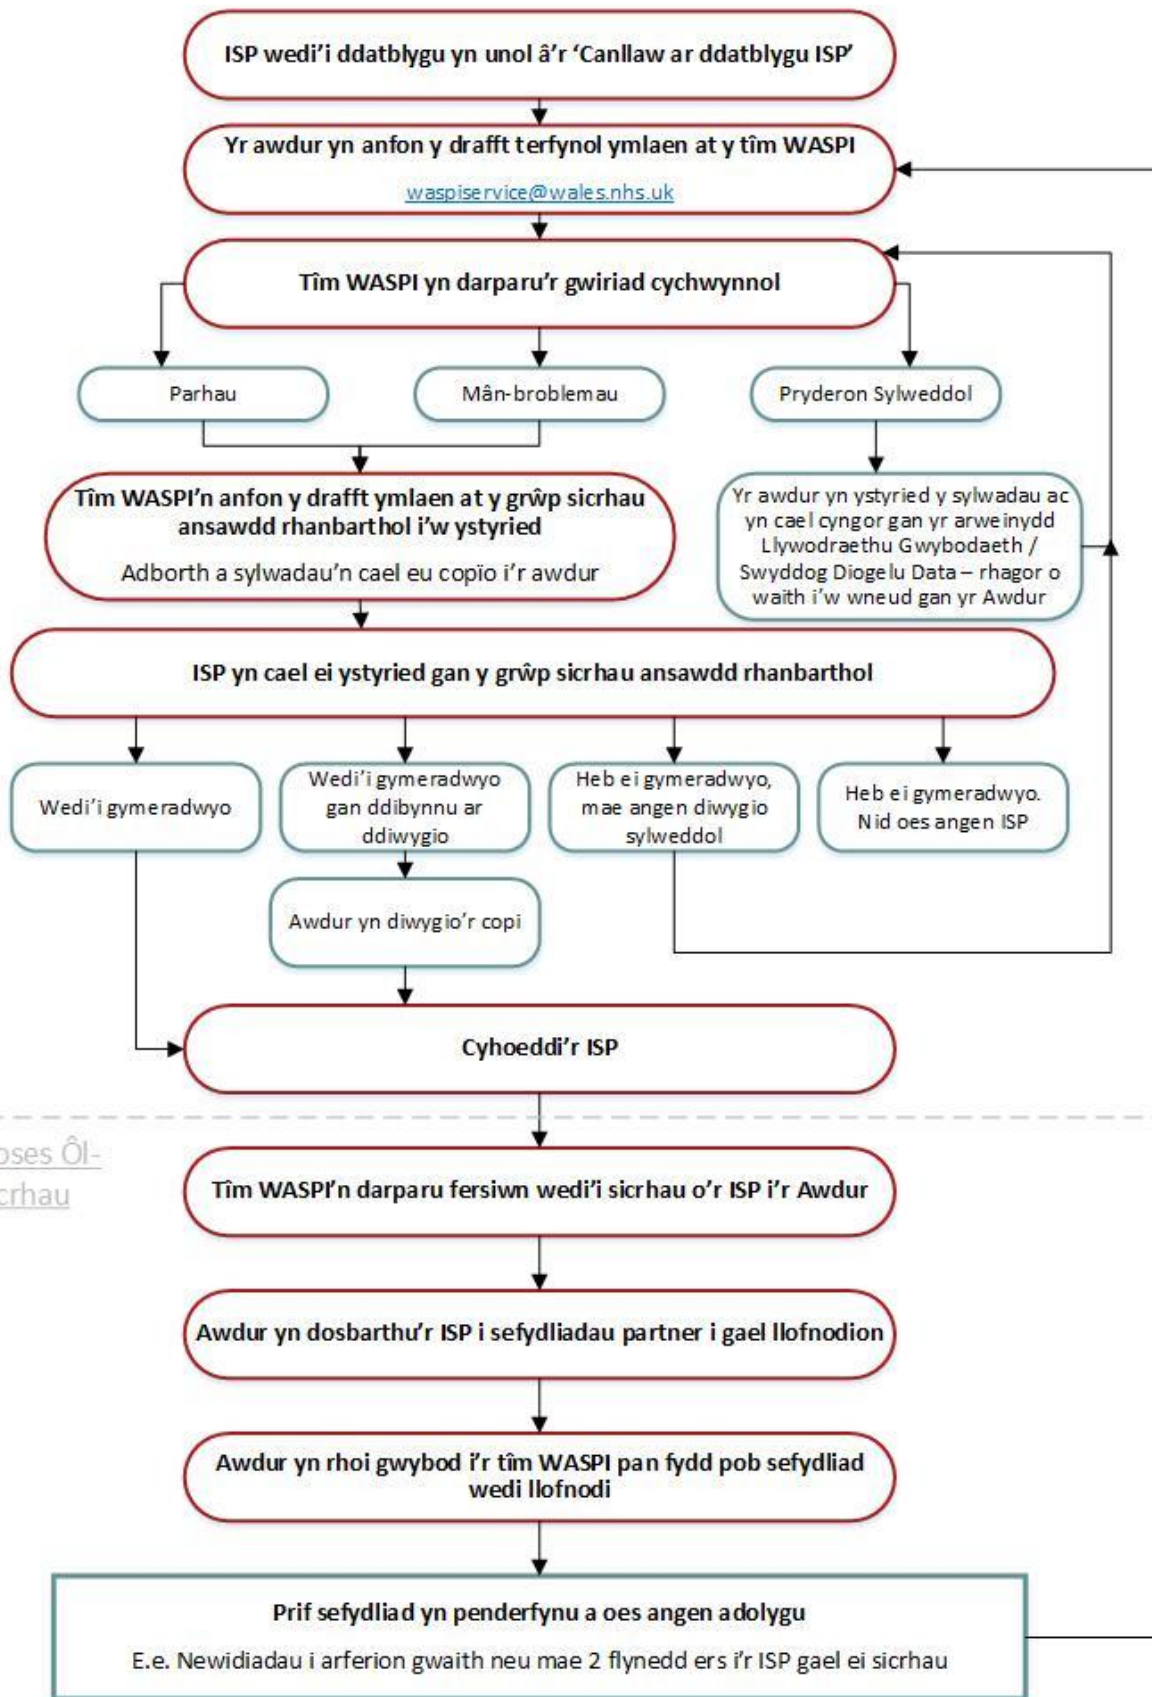 ISP wedi'i ddatblygu yn unol â'r 'Canllaw ar ddatblygu ISP'
Yr awdur yn anfon y drafft terfynol ymlaen at y tîm WASPI
waspiservice@wales.nhs.uk
Tîm WASPI yn darparu'r gwiriad cychwynnol
Parhau
Mân-broblemau
Pryderon Sylweddol
Tîm WASPI'n anfon y drafft ymlaen at y grŵp sicrhau
ansawdd rhanbarthol i'w ystyried
Adborth a sylwadau'n cael eu copïo i'r awdur
Yr awdur yn ystyried y sylwadau ac
yn cael cyngor gan yr arweinydd
Llywodraethu Gwybodaeth /
Swyddog Diogelu Data – rhagor o
waith i'w wneud gan yr Awdur
ISP yn cael ei ystyried gan y grŵp sicrhau ansawdd rhanbarthol
Wedi'i gymeradwyo
Wedi'i gymeradwyo
gan ddibynnu ar
ddiwygio
Heb ei gymeradwyo,
mae angen diwygio
sylweddol
Heb ei gymeradwyo.
Nid oes angen ISP
Awdur yn diwygio'r copi
Cyhoeddi'r ISP
oses Ôl-
crhau
Tîm WASPI'n darparu fersiwn wedi'i sicrhau o'r ISP i'r Awdur
Awdur yn dosbarthu'r ISP i sefydliadau partner i gael llofnodion
Awdur yn rhoi gwybod i'r tîm WASPI pan fydd pob sefydliad
wedi llofnodi
Prif sefydliad yn penderfynu a oes angen adolygu
E.e. Newidiadau i arferion gwaith neu mae 2 flynedd ers i'r ISP gael ei sicrhau